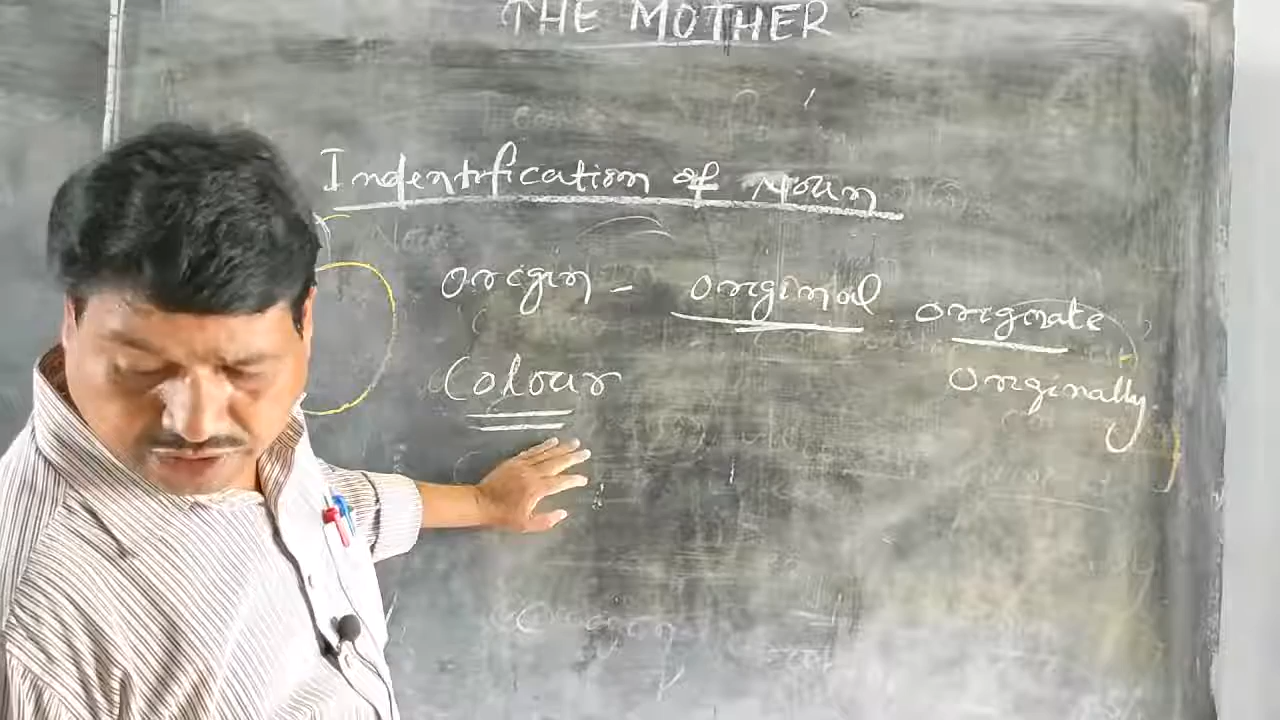 THE MOTHER
Indentification of Noun
Origin - Original Originate
Colour Originally.